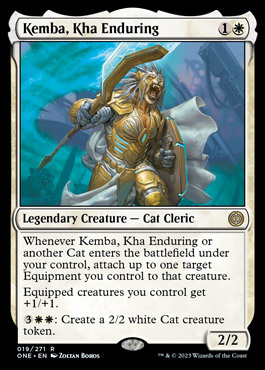 Kemba, Kha Enduring 1
Legendary Creature — Cat Cleric
Whenever Kemba, Kha Enduring or
another Cat enters the battlefield under
your control, attach up to one target
Equipment you control to that creature.
Equipped creatures you control get
+1/+1.
3: Create a 2/2 white Cat creature
token.
2/2
019/271 R
ONE • EN ZOLTAN BOROS
™ & © 2023 Wizards of the Coast